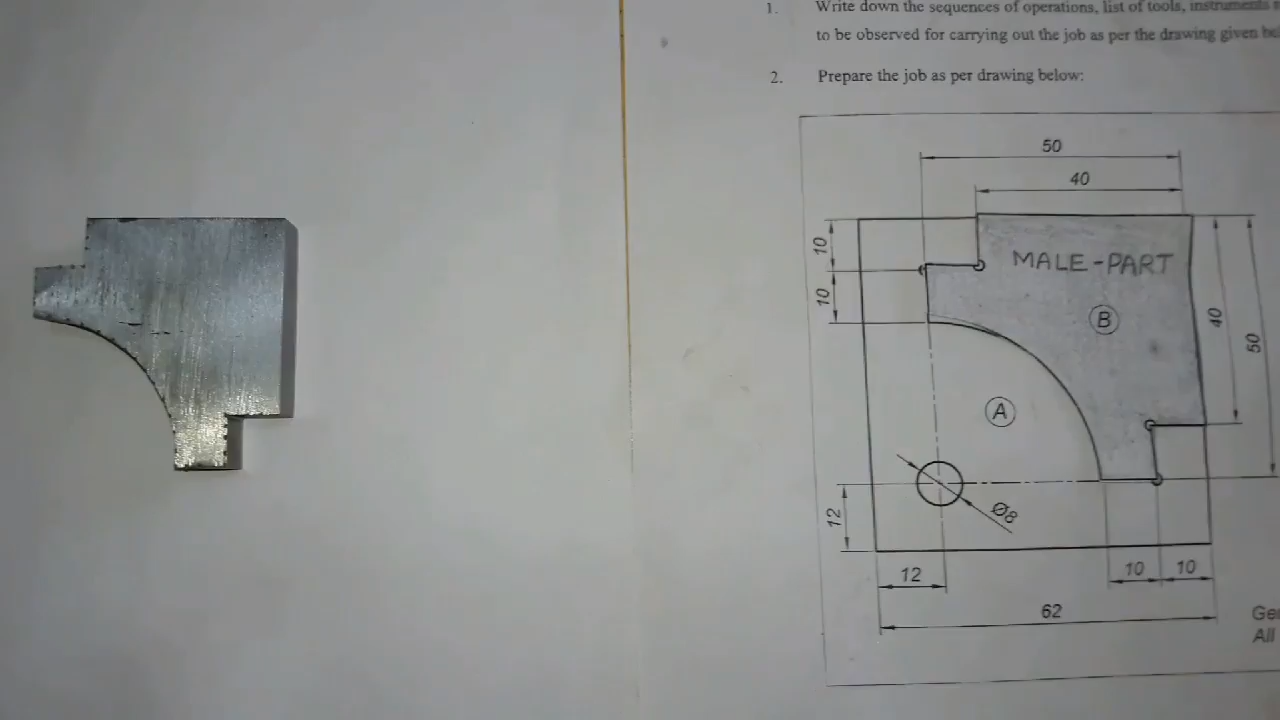 1. Write down the sequences of operations, list of tools, instruments
to be observed for carrying out the job as per the drawing given
2. Prepare the job as per drawing below:
50
40
10
MALE-PART
10
B
40
50
A
Ø8
12
12
10
10
62
All